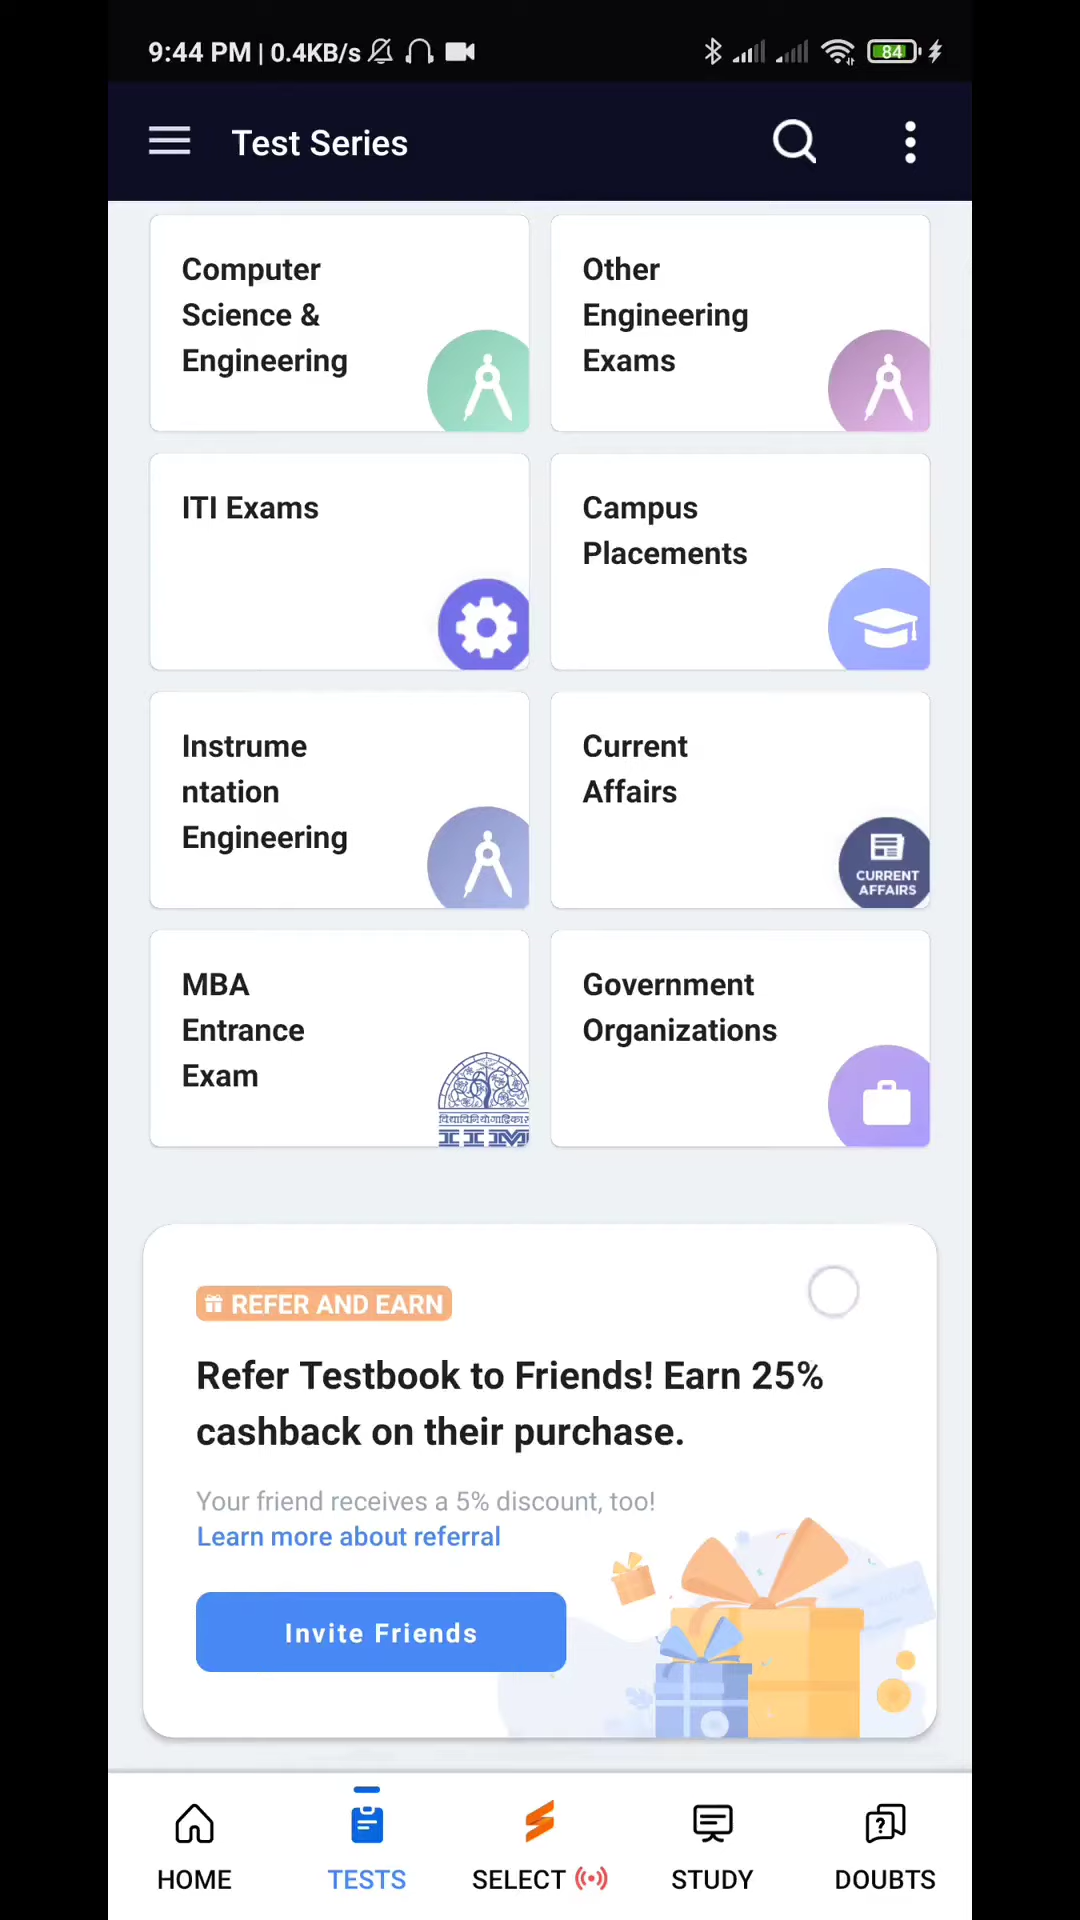 9:44 PM | 0.4KB/s
84
Test Series
Computer
Science &
Engineering
Other
Engineering
Exams
ITI Exams
Campus
Placements
Instrume
ntation
Engineering
Current
Affairs
CURRENT
AFFAIRS
MBA
Entrance
Exam
IIM
Government
Organizations
REFER AND EARN
Refer Testbook to Friends! Earn 25%
cashback on their purchase.
Your friend receives a 5% discount, too!
Learn more about referral
Invite Friends
HOME
TESTS
SELECT
STUDY
DOUBTS